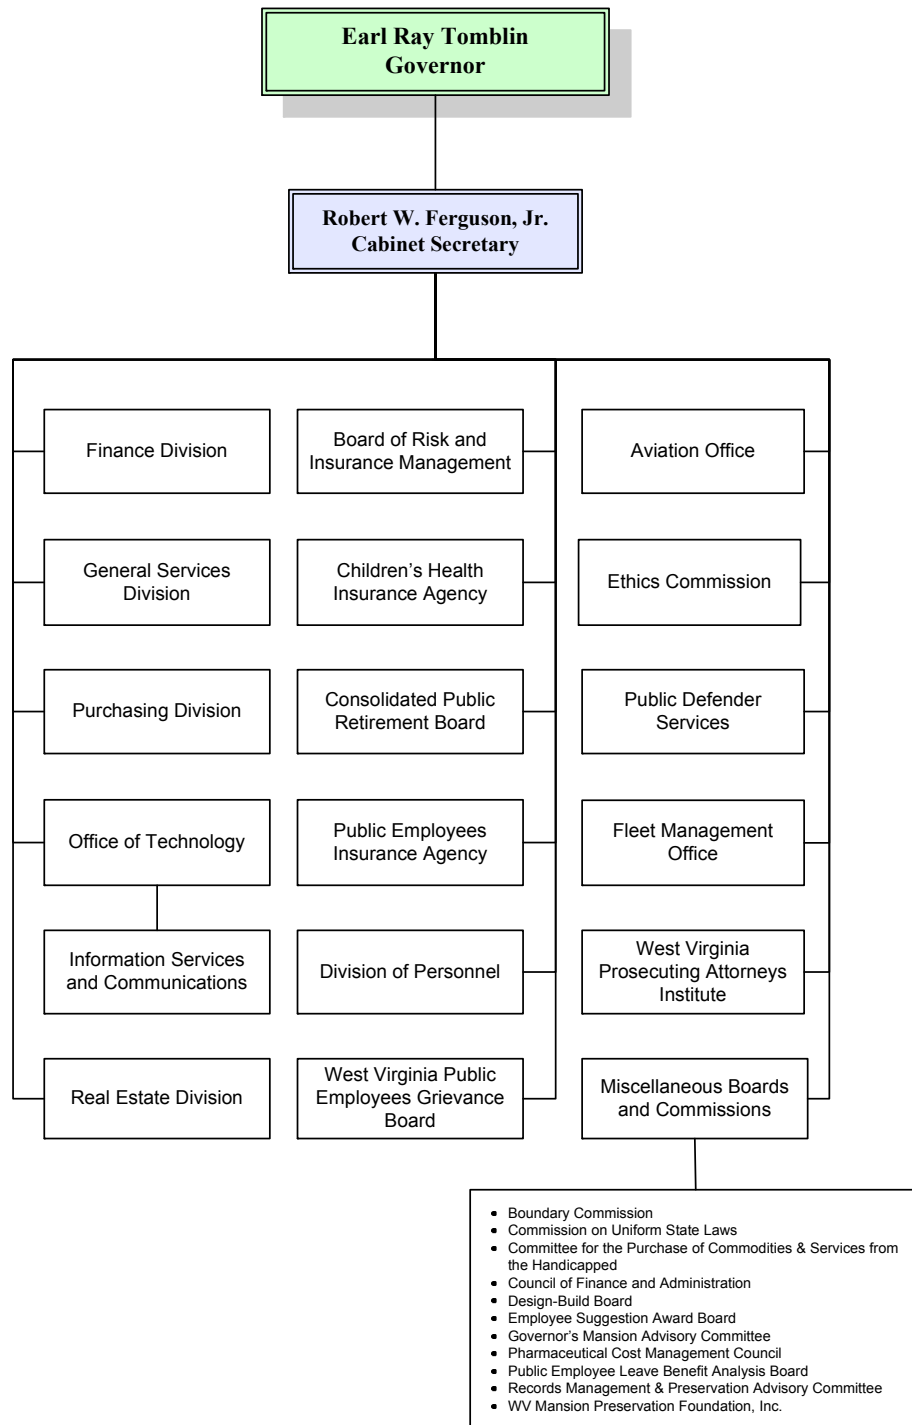 Earl Ray Tomblin
Governor
Robert W. Ferguson, Jr.
Cabinet Secretary
Finance Division
Board of Risk and
Insurance Management
Aviation Office
General Services
Division
Children’s Health
Insurance Agency
Ethics Commission
Purchasing Division
Consolidated Public
Retirement Board
Public Defender
Services
Office of Technology
Public Employees
Insurance Agency
Fleet Management
Office
Information Services
and Communications
Division of Personnel
West Virginia
Prosecuting Attorneys
Institute
Real Estate Division
West Virginia Public
Employees Grievance
Board
Miscellaneous Boards
and Commissions
• Boundary Commission
• Commission on Uniform State Laws
• Committee for the Purchase of Commodities & Services from
the Handicapped
• Council of Finance and Administration
• Design-Build Board
• Employee Suggestion Award Board
• Governor’s Mansion Advisory Committee
• Pharmaceutical Cost Management Council
• Public Employee Leave Benefit Analysis Board
• Records Management & Preservation Advisory Committee
• WV Mansion Preservation Foundation, Inc.